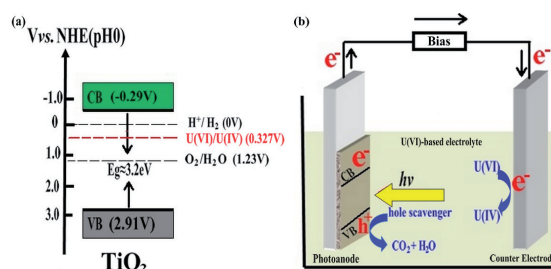 (a)
V vs. NHE(pH0)
CB (-0.29V)
-1.0
0
1.0
2.0
3.0
H⁺/ H₂ (0V)
U(VI)/U(IV) (0.327V)
O₂/H₂O (1.23V)
Eg≈3.2eV
VB (2.91V)
TiO₂
(b)
Bias
e⁻
e⁻
U(VI)-based electrolyte
e⁻
CB
hv
U(VI)
e⁻
U(IV)
VB
h⁺
hole scavenger
CO₂ + H₂O
Photoanode
Counter Electrod